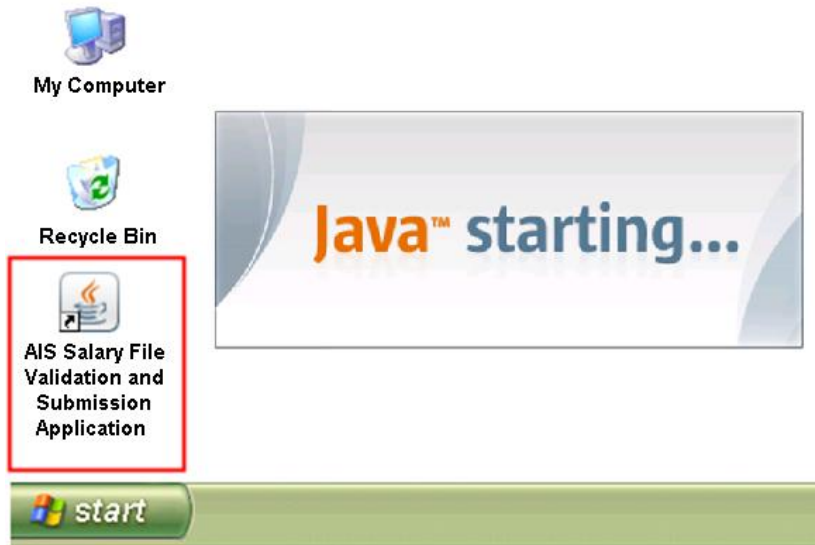 My Computer
Recycle Bin
AIS Salary File
Validation and
Submission
Application
Java™ starting...
start